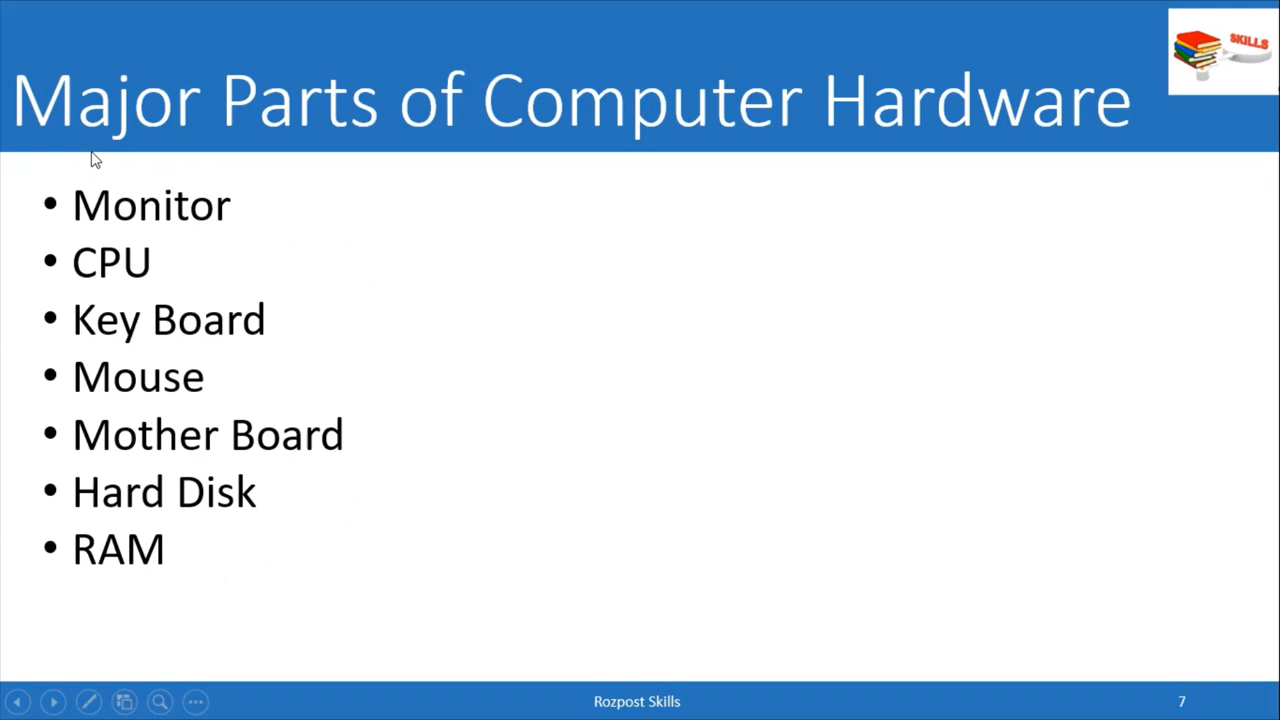 SKILLS
Major Parts of Computer Hardware
• Monitor
• CPU
• Key Board
• Mouse
• Mother Board
• Hard Disk
• RAM
Rozpost Skills
7